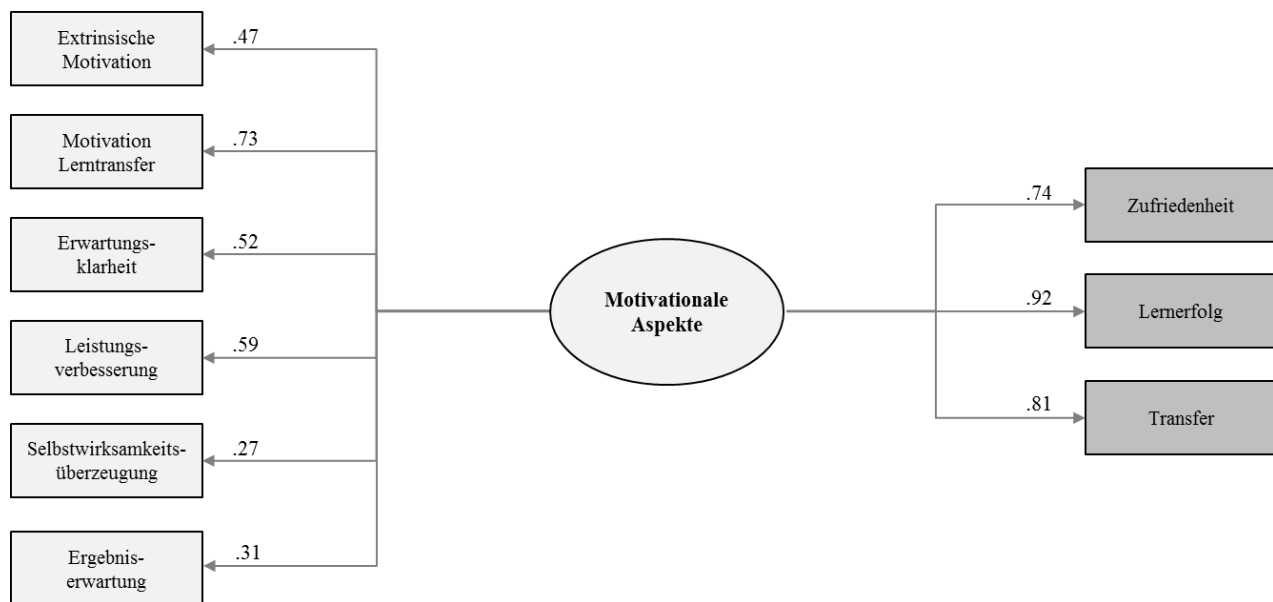 Extrinsische
Motivation
.47
Motivation
Lerntransfer
.73
Erwartungs-
klarheit
.52
Leistungs-
verbesserung
.59
Selbstwirksamkeits-
überzeugung
.27
Ergebnis-
erwartung
.31
Motivationale
Aspekte
.74
Zufriedenheit
.92
Lernerfolg
.81
Transfer